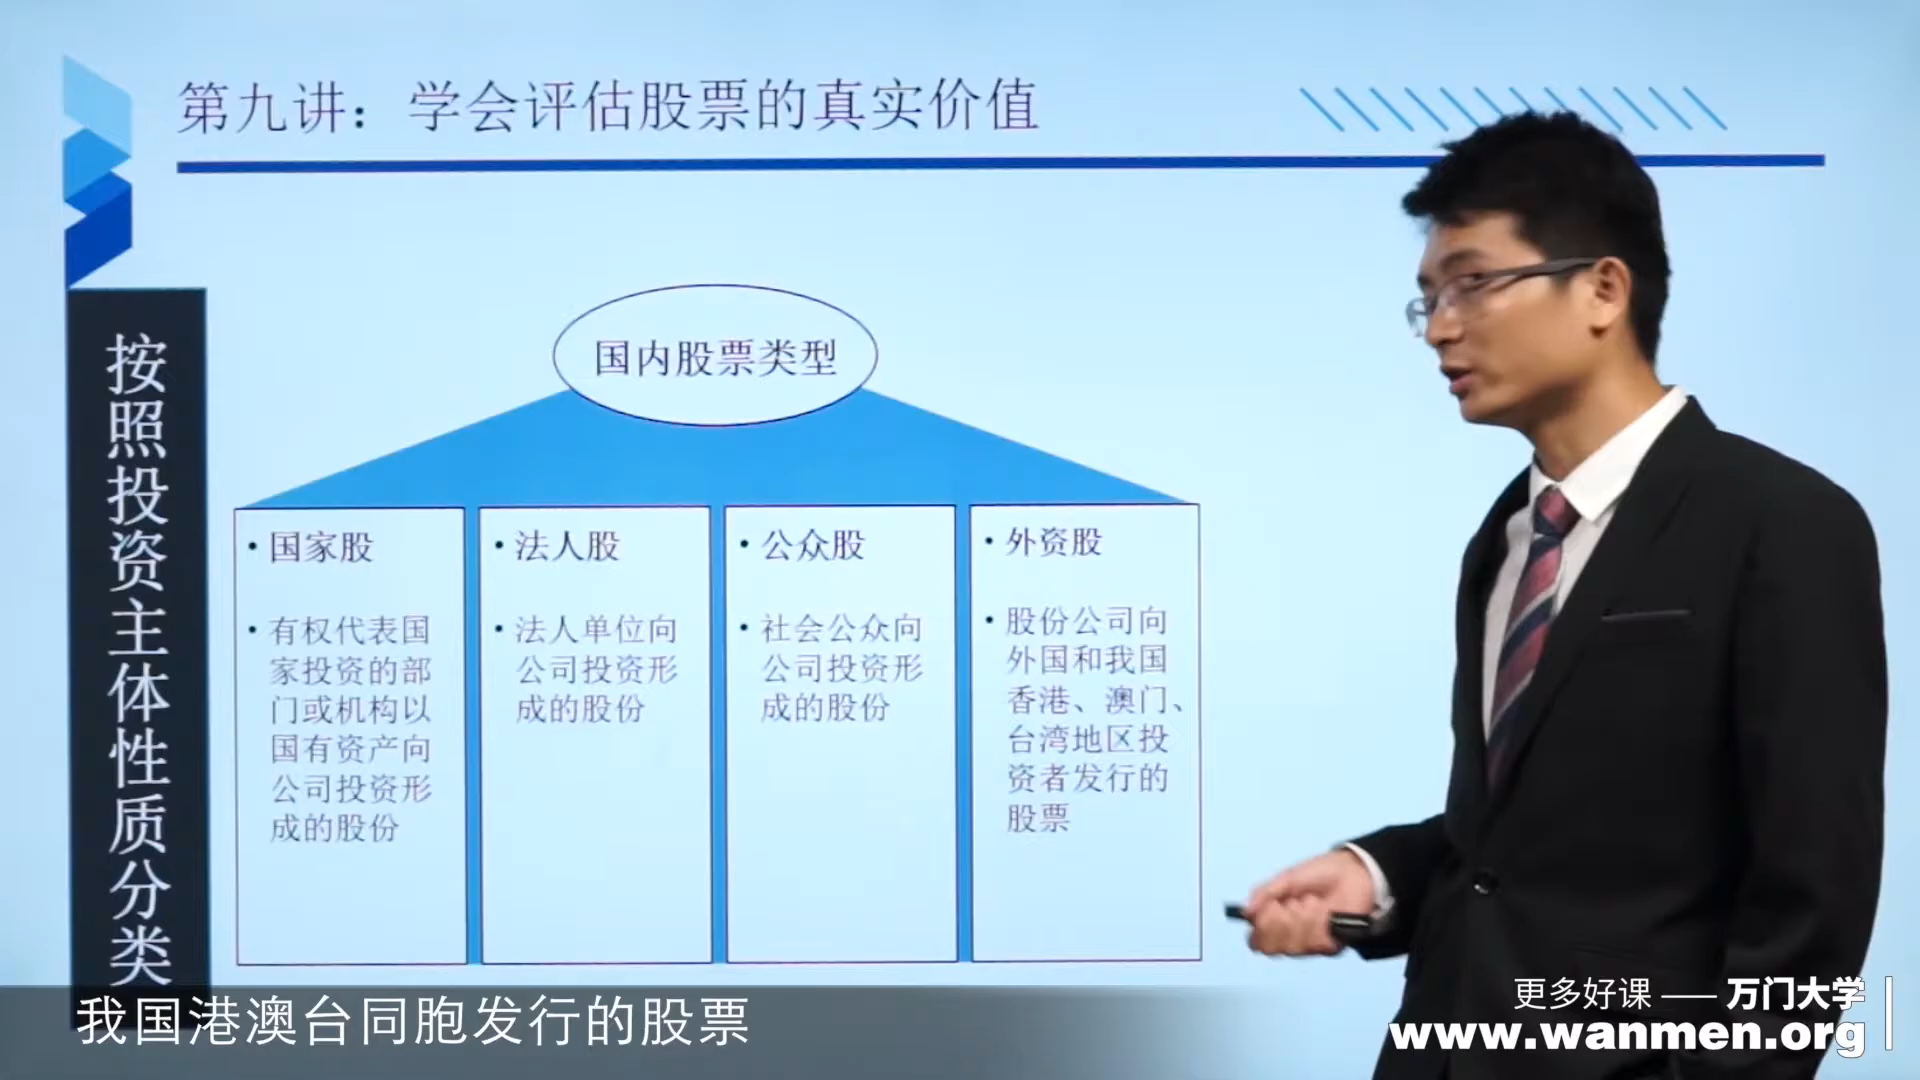 第九讲：学会评估股票的真实价值
按照投资主体性质分类
国内股票类型
• 国家股
• 有权代表国
家投资的部
门或机构以
国有资产向
公司投资形
成的股份
• 法人股
• 法人单位向
公司投资形
成的股份
• 公众股
• 社会公众向
公司投资形
成的股份
• 外资股
• 股份公司向
外国和我国
香港、澳门、
台湾地区投
资者发行的
股票
我国港澳台同胞发行的股票
更多好课 —— 万门大学
www.wanmen.org